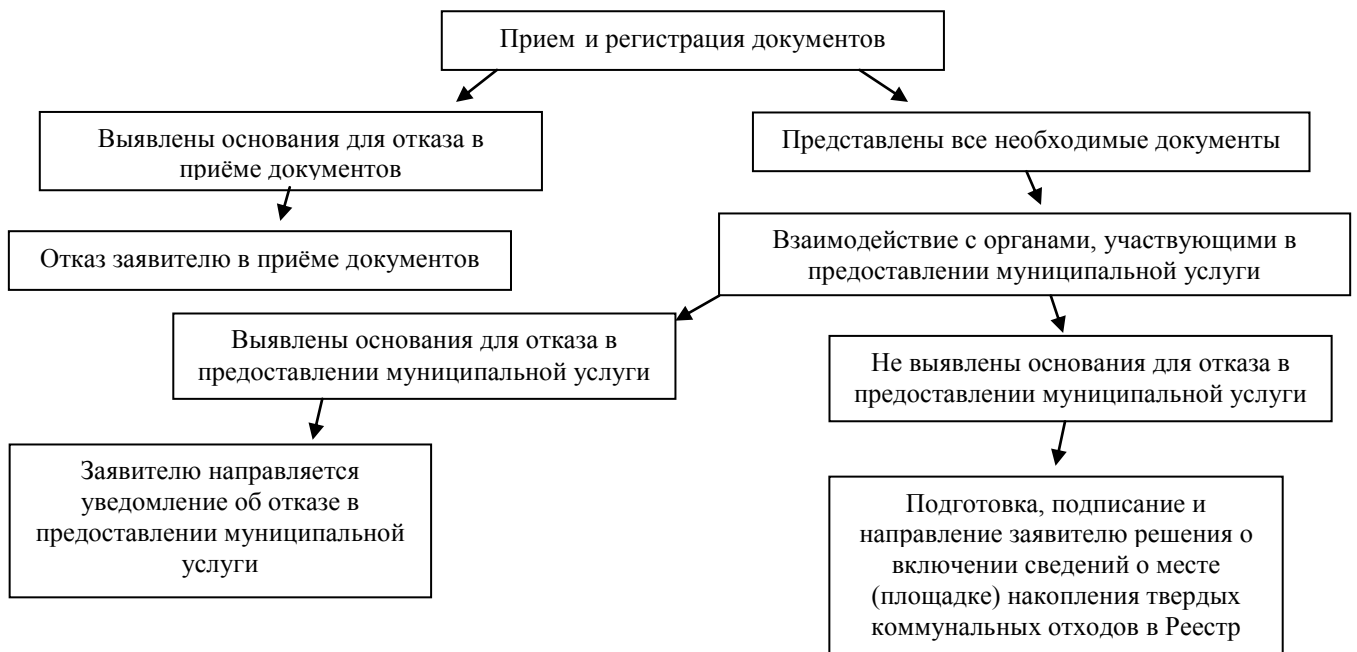 Прием и регистрация документов
Выявлены основания для отказа в
приёме документов
Представлены все необходимые документы
Отказ заявителю в приёме документов
Взаимодействие с органами, участвующими в
предоставлении муниципальной услуги
Выявлены основания для отказа в
предоставлении муниципальной услуги
Не выявлены основания для отказа в
предоставлении муниципальной услуги
Заявителю направляется
уведомление об отказе в
предоставлении муниципальной
услуги
Подготовка, подписание и
направление заявителю решения о
включении сведений о месте
(площадке) накопления твердых
коммунальных отходов в Реестр